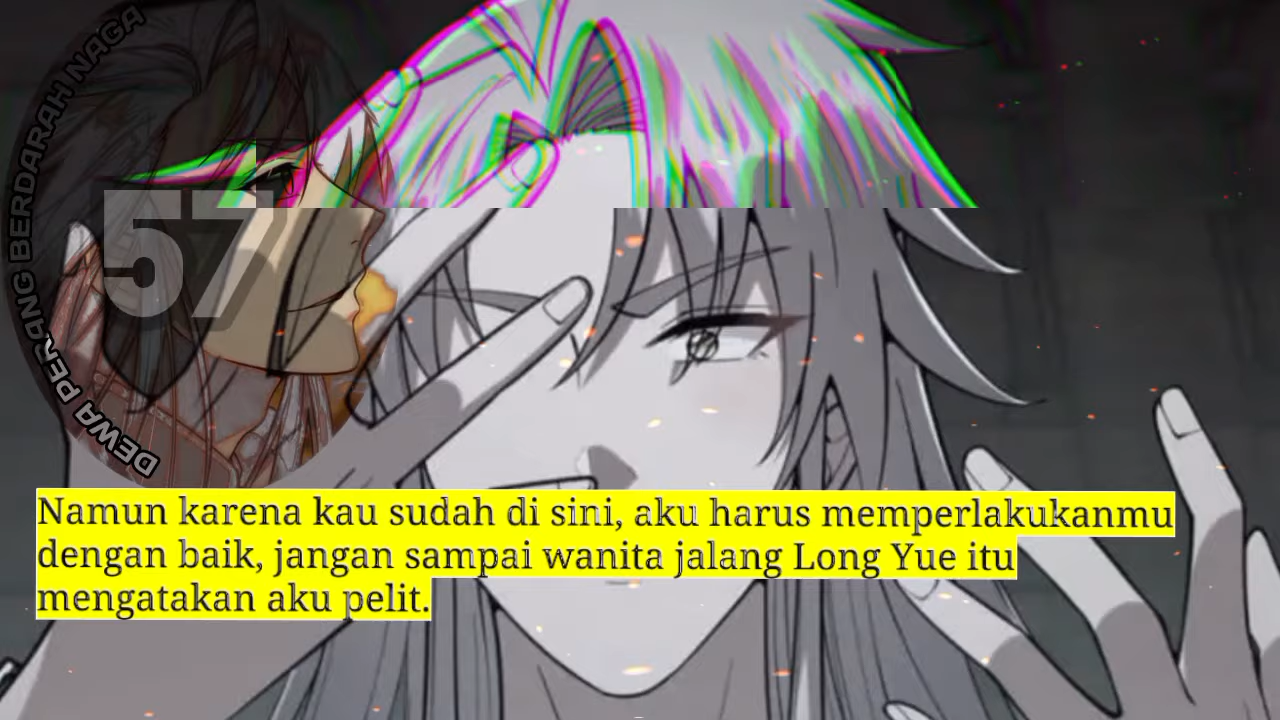 DEWA PERANG BERDARAH NAGA
57
Namun karena kau sudah di sini, aku harus memperlakukanmu
dengan baik, jangan sampai wanita jalang Long Yue itu
mengatakan aku pelit.